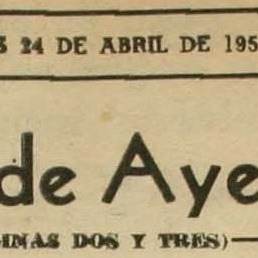 24 DE ABRIL DE 195
de Aye
GINAS DOS Y TRES)—